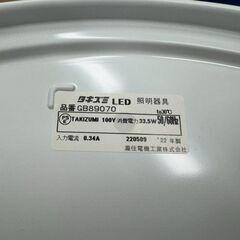 タキズミ LED 照明器具
品番 GB89070
TAKIZUMI 100V 消費電力 33.5W 50/60Hz
入力電流 0.34A 220509 '22年製
瀧住電機工業株式会社